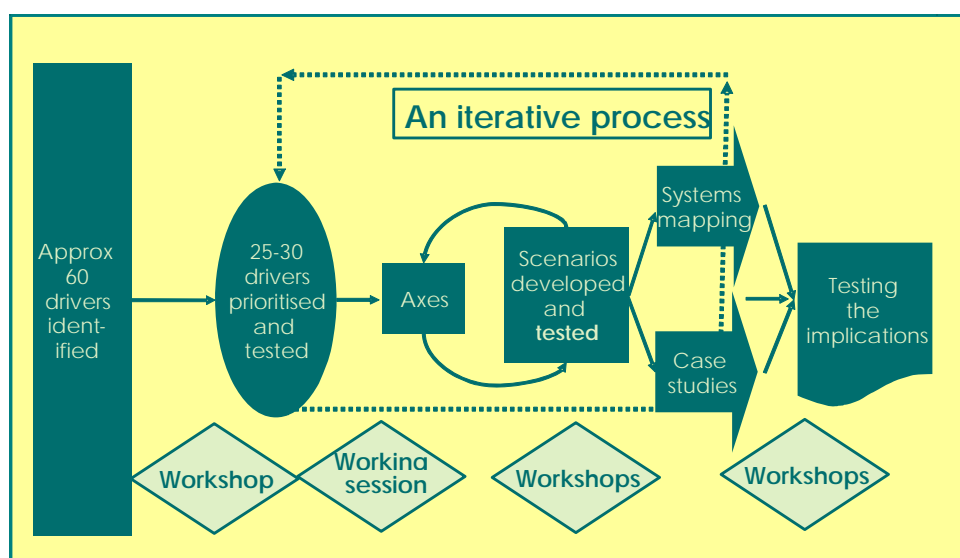 An iterative process
Approx
60
drivers
ident-
ified
25-30
drivers
prioritised
and
tested
Axes
Scenarios
developed
and
tested
Systems
mapping
Case
studies
Testing
the
implications
Workshop
Workina
session
Workshops
Workshops